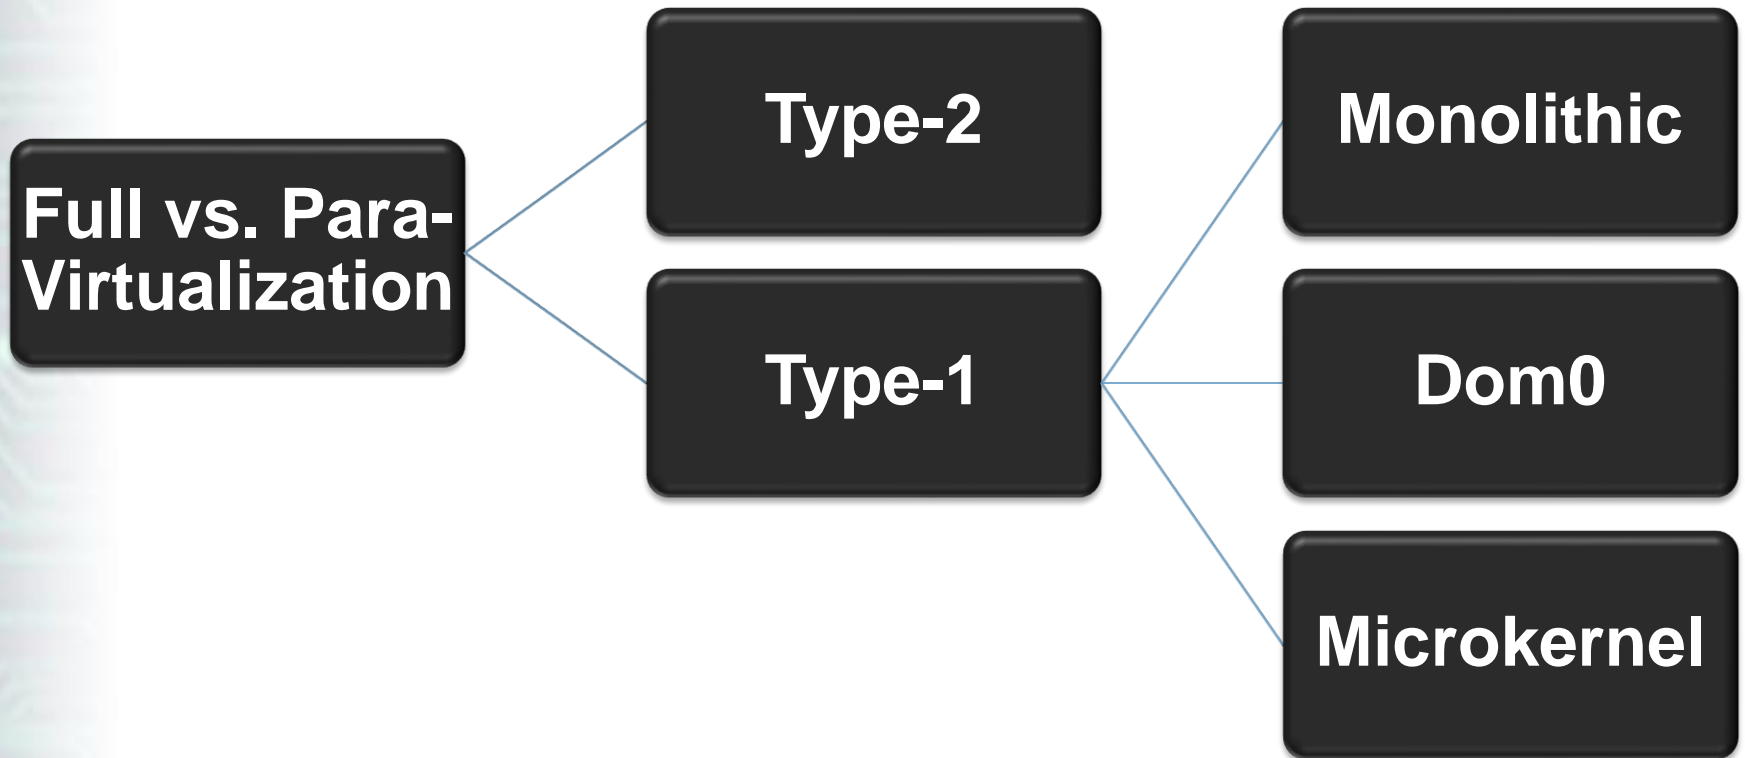 Full vs. Para-
Virtualization
Type-2
Type-1
Monolithic
Dom0
Microkernel